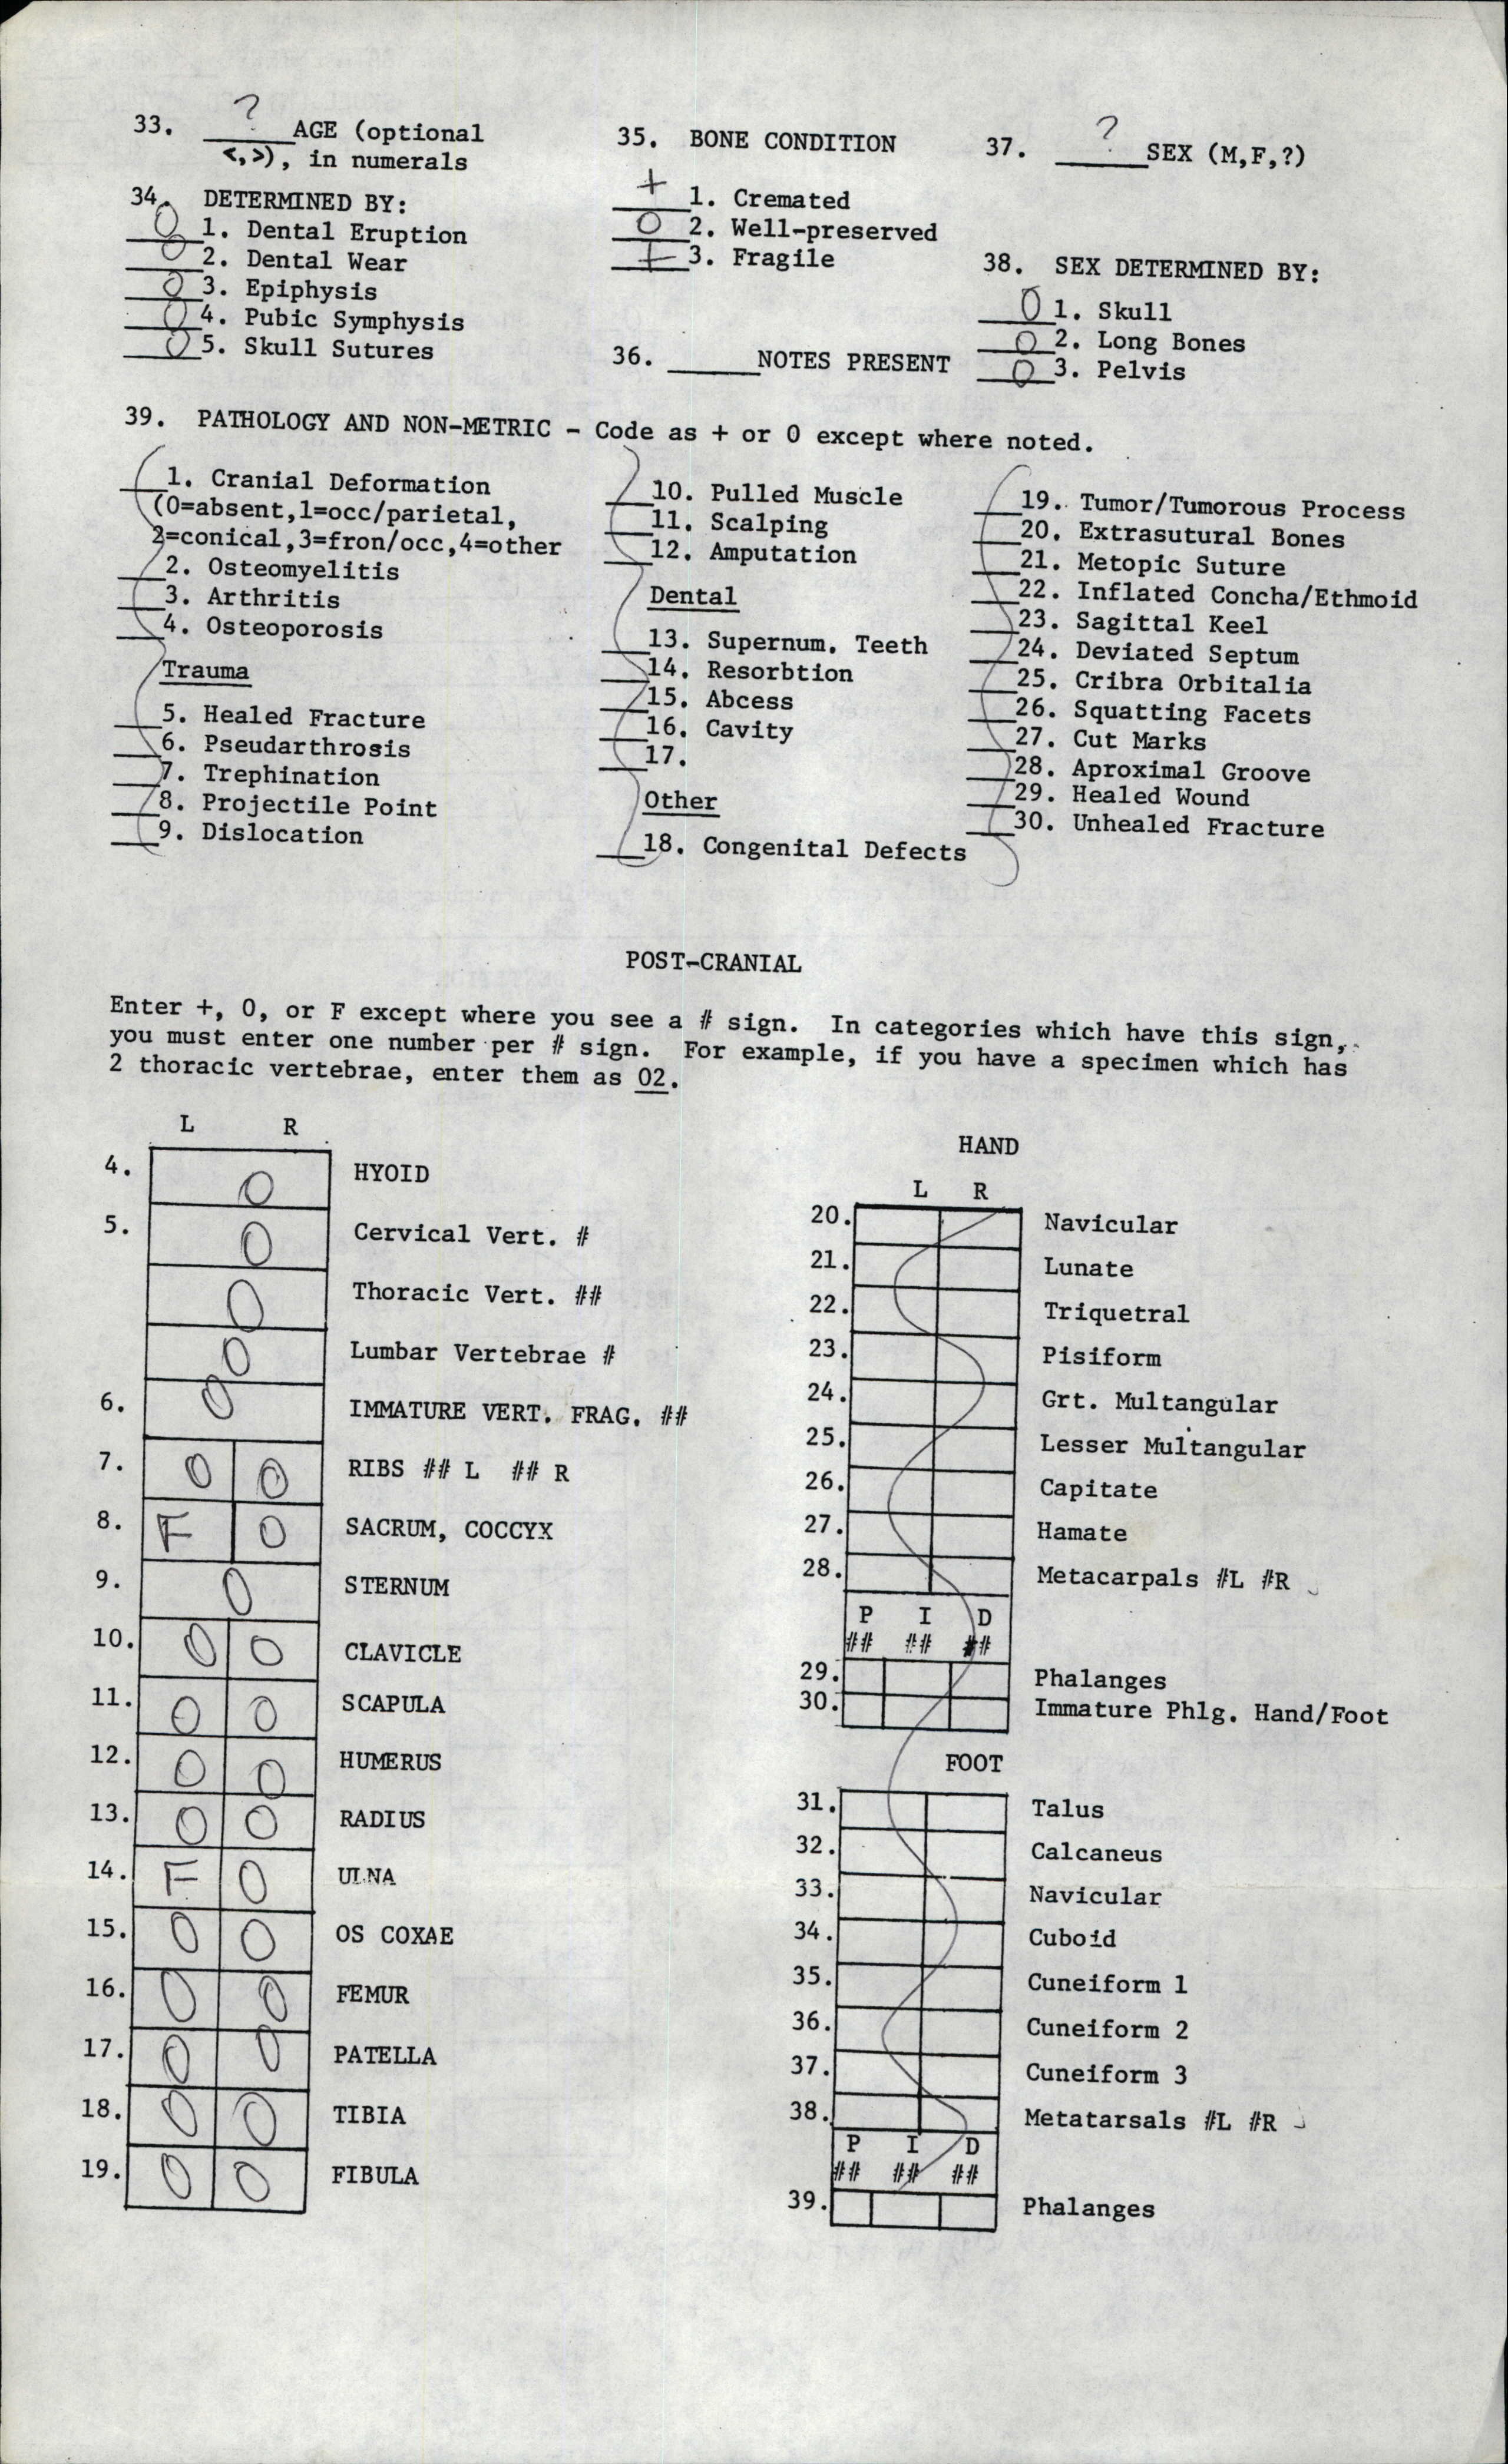 33. ? AGE (optional
<,>), in numerals
34. DETERMINED BY:
0 1. Dental Eruption
0 2. Dental Wear
0 3. Epiphysis
0 4. Pubic Symphysis
0 5. Skull Sutures
35. BONE CONDITION
+ 1. Cremated
0 2. Well-preserved
+ 3. Fragile
36. NOTES PRESENT
37. ? SEX (M,F,?)
38. SEX DETERMINED BY:
0 1. Skull
0 2. Long Bones
0 3. Pelvis
39. PATHOLOGY AND NON-METRIC - Code as + or 0 except where noted.
1. Cranial Deformation
(0=absent,1=occ/parietal,
2=conical,3=fron/occ,4=other
2. Osteomyelitis
3. Arthritis
4. Osteoporosis
Trauma
5. Healed Fracture
6. Pseudarthrosis
7. Trephination
8. Projectile Point
9. Dislocation
10. Pulled Muscle
11. Scalping
12. Amputation
Dental
13. Supernum. Teeth
14. Resorbtion
15. Abcess
16. Cavity
17.
Other
18. Congenital Defects
19. Tumor/Tumorous Process
20. Extrasutural Bones
21. Metopic Suture
22. Inflated Concha/Ethmoid
23. Sagittal Keel
24. Deviated Septum
25. Cribra Orbitalia
26. Squatting Facets
27. Cut Marks
28. Aproximal Groove
29. Healed Wound
30. Unhealed Fracture
POST-CRANIAL
Enter +, 0, or F except where you see a # sign. In categories which have this sign,
you must enter one number per # sign. For example, if you have a specimen which has
2 thoracic vertebrae, enter them as 02.
L R
4. 0 HYOID
5. 0 Cervical Vert. #
0 Thoracic Vert. ##
0 Lumbar Vertebrae #
6. 0 IMMATURE VERT. FRAG. ##
7. 0 0 RIBS ## L ## R
8. F 0 SACRUM, COCCYX
9. 0 STERNUM
10. 0 0 CLAVICLE
11. 0 0 SCAPULA
12. 0 0 HUMERUS
13. 0 0 RADIUS
14. F 0 ULNA
15. 0 0 OS COXAE
16. 0 0 FEMUR
17. 0 0 PATELLA
18. 0 0 TIBIA
19. 0 0 FIBULA
HAND
L R
20. Navicular
21. Lunate
22. Triquetral
23. Pisiform
24. Grt. Multangular
25. Lesser Multangular
26. Capitate
27. Hamate
28. Metacarpals #L #R
P I D
## ## ##
29. Phalanges
30. Immature Phlg. Hand/Foot
FOOT
31. Talus
32. Calcaneus
33. Navicular
34. Cuboid
35. Cuneiform 1
36. Cuneiform 2
37. Cuneiform 3
38. Metatarsals #L #R
P I D
## ## ##
39. Phalanges